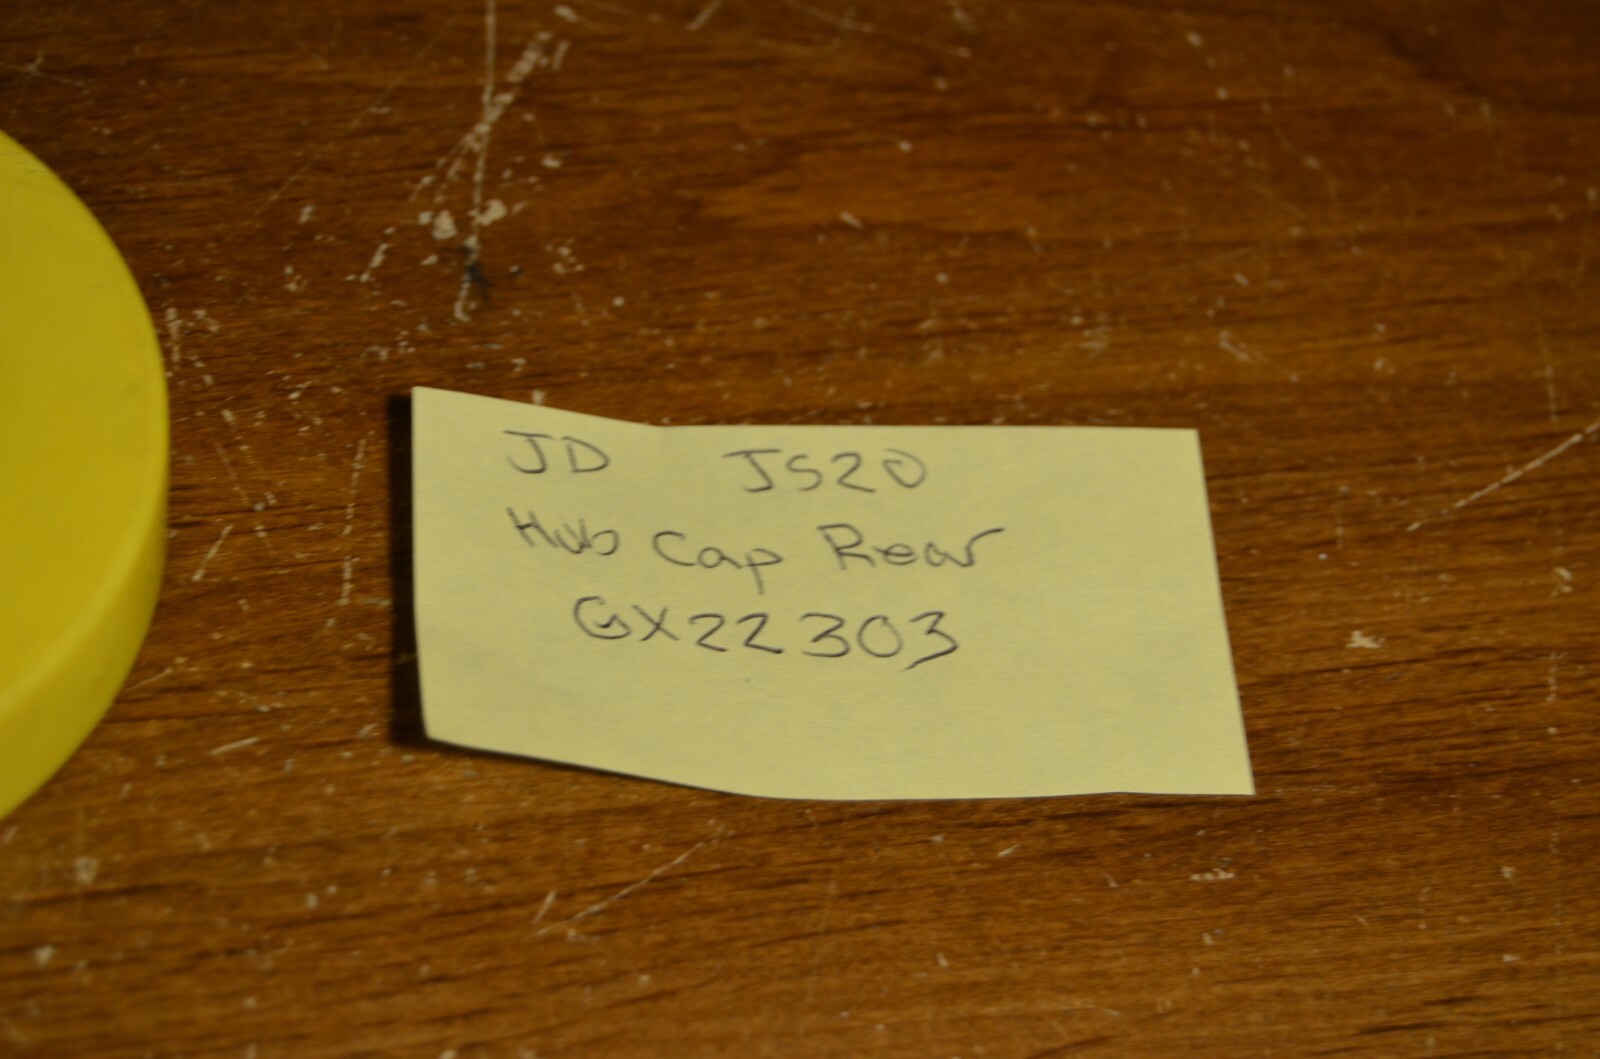 JD JS20
Hub Cap Rear
GX22303